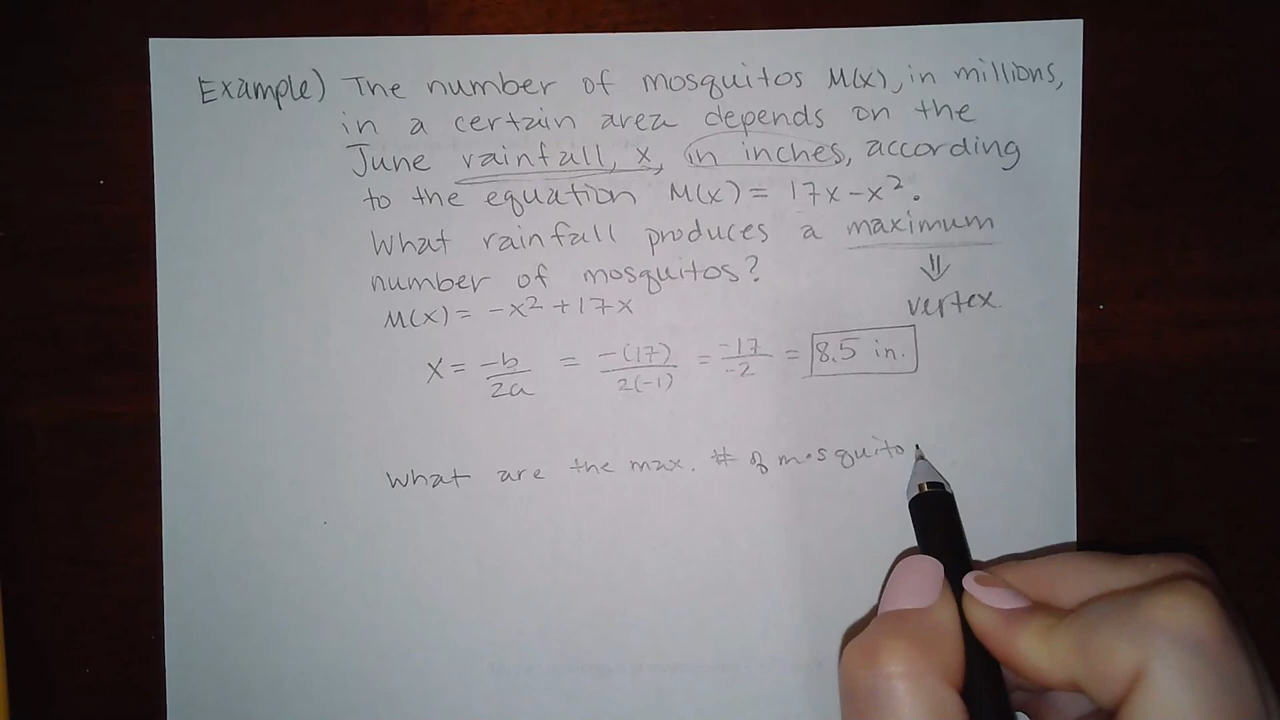 Example) The number of mosquitos M(x), in millions,
in a certain area depends on the
June rainfall, x, in inches, according
to the equation M(x) = 17x - x².
What rainfall produces a maximum
number of mosquitos?
⇓
vertex
M(x) = -x² + 17x
x = -b/2a = -(17)/2(-1) = -17/-2 = 8.5 in.
What are the max. # of mosquito